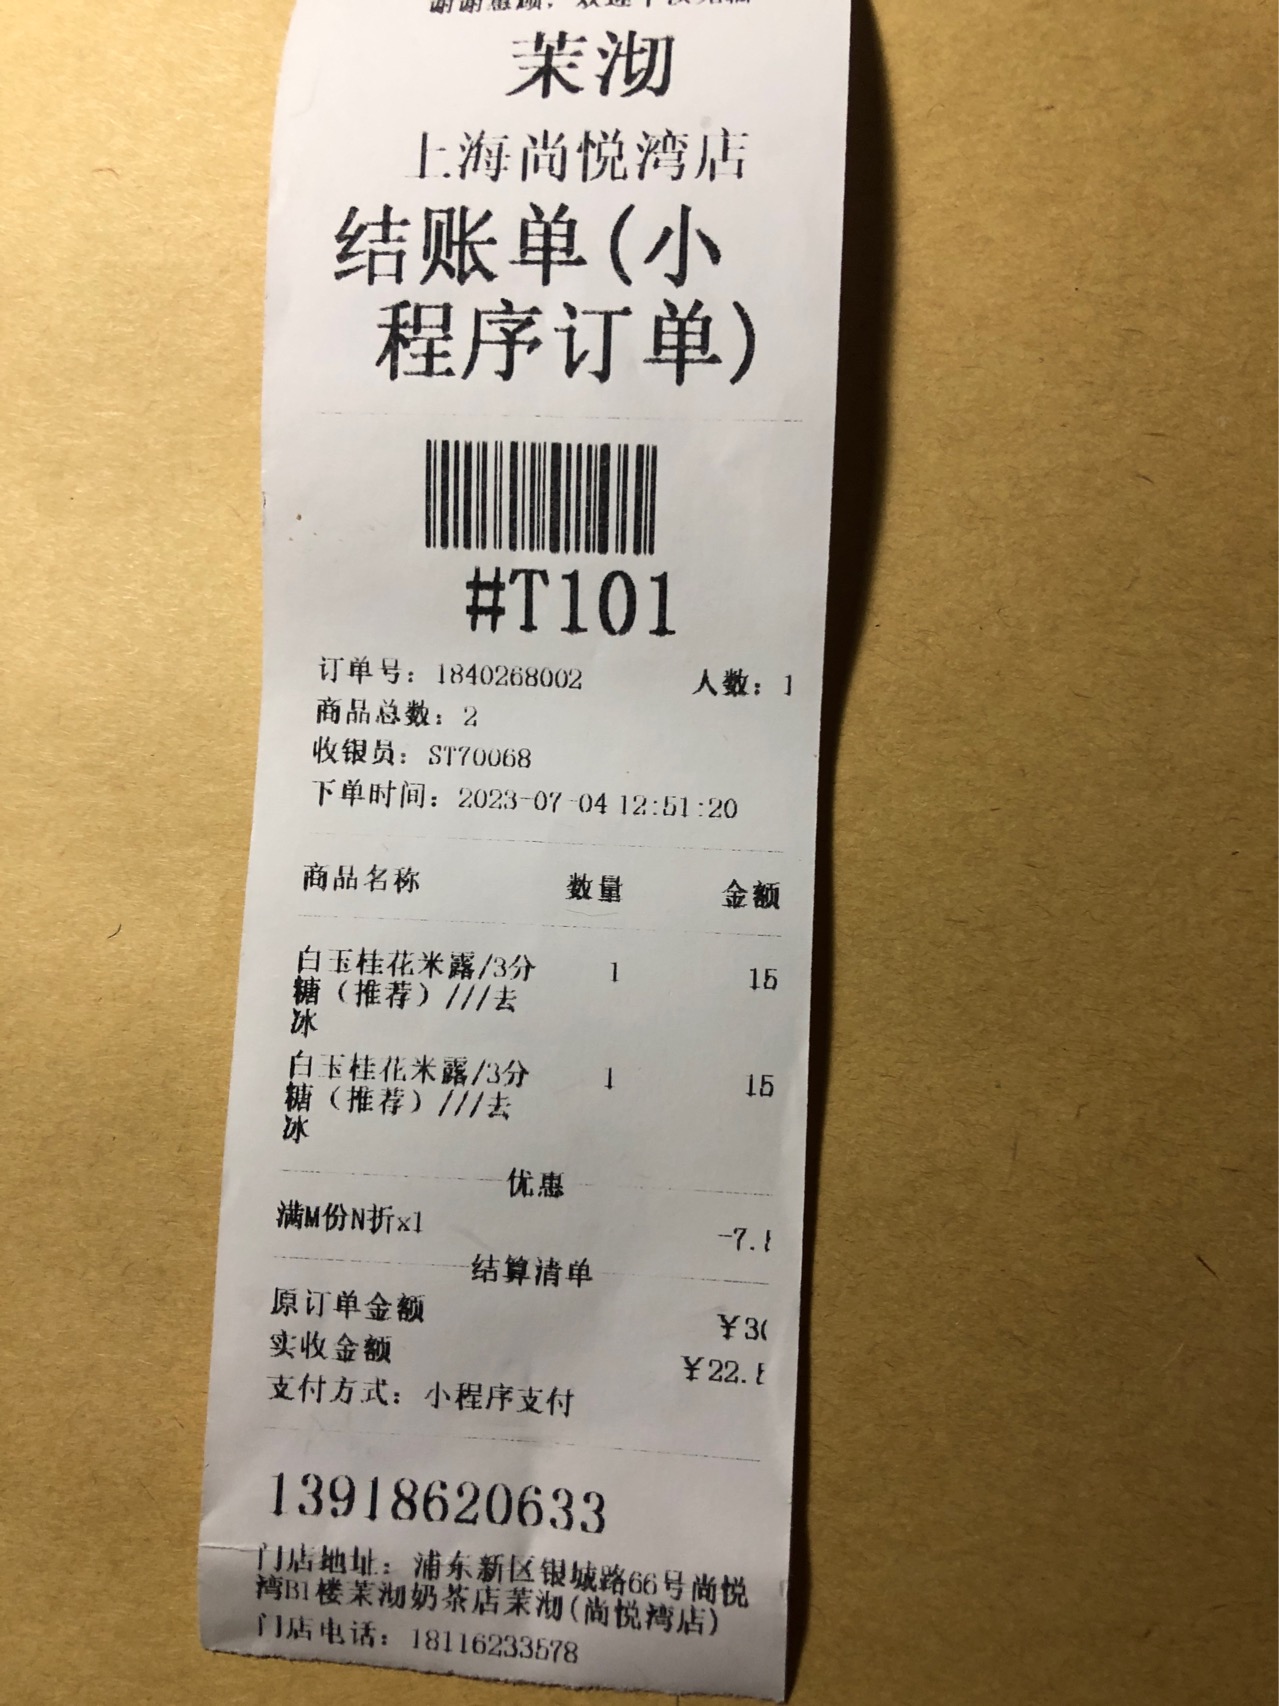 茉沏
上海尚悦湾店
结账单(小
程序订单)
#T101
订单号：1840268002 人数：1
商品总数：2
收银员：ST70068
下单时间：2023-07-04 12:51:20
商品名称 数量 金额
白玉桂花米露/3分 1 15
糖（推荐）///去
冰
白玉桂花米露/3分 1 15
糖（推荐）///去
冰
优惠
满M份N折x1
结算清单
原订单金额
实收金额
支付方式：小程序支付
13918620633
门店地址：浦东新区银城路66号尚悦
湾B1楼茉沏奶茶店茉沏(尚悦湾店)
门店电话：18116233578